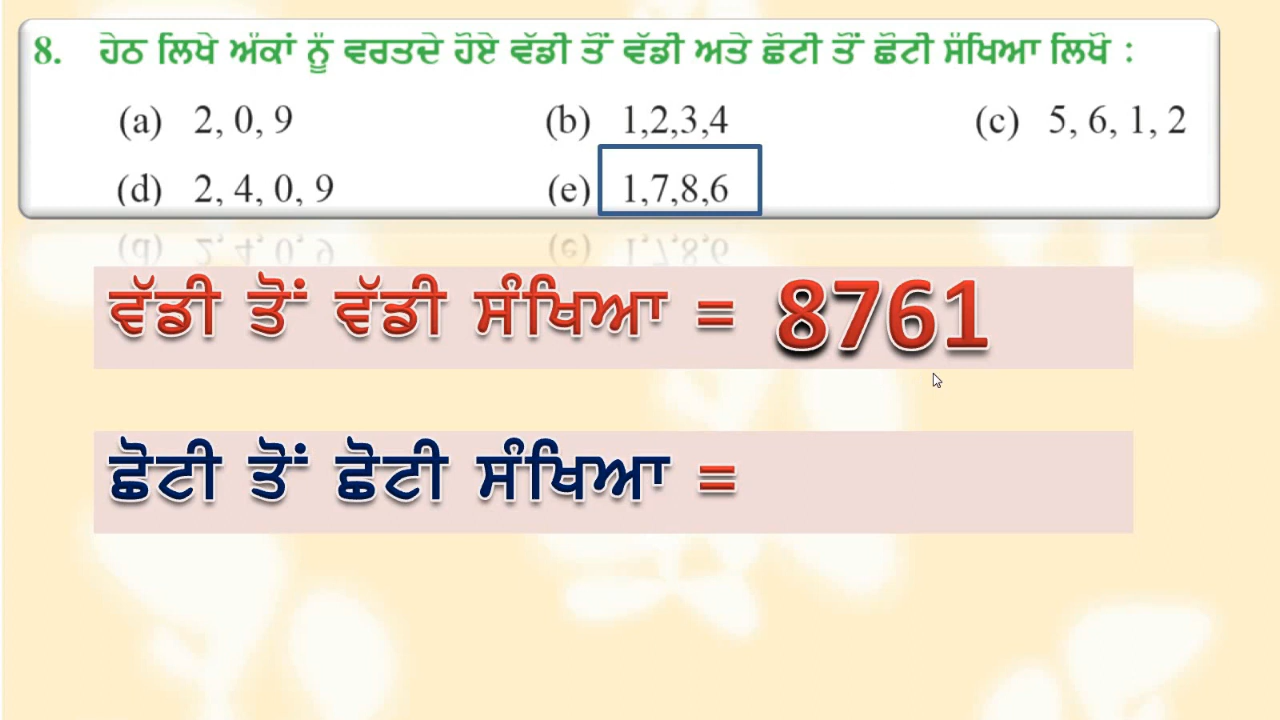 8. ਹੇਠ ਲਿਖੇ ਅੰਕਾਂ ਨੂੰ ਵਰਤਦੇ ਹੋਏ ਵੱਡੀ ਤੋਂ ਵੱਡੀ ਅਤੇ ਛੋਟੀ ਤੋਂ ਛੋਟੀ ਸੰਖਿਆ ਲਿਖੋ :
(a) 2, 0, 9 (b) 1,2,3,4 (c) 5, 6, 1, 2
(d) 2, 4, 0, 9 (e) 1,7,8,6
ਵੱਡੀ ਤੋਂ ਵੱਡੀ ਸੰਖਿਆ = 8761
ਛੋਟੀ ਤੋਂ ਛੋਟੀ ਸੰਖਿਆ =